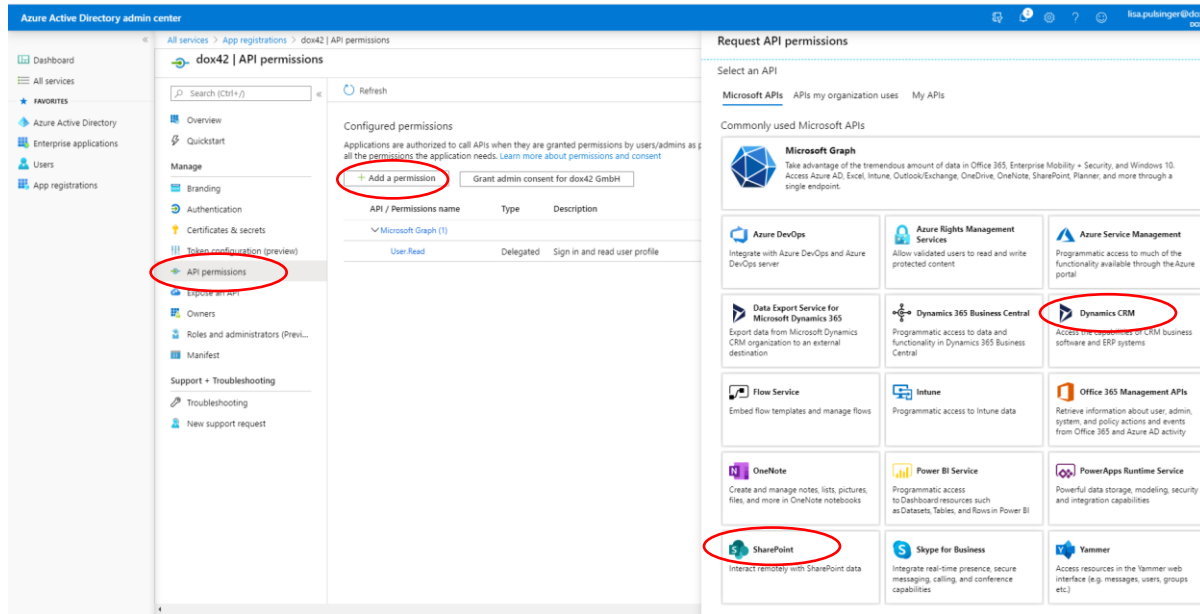 Azure Active Directory admin center
2
lisa.pulsinger@do
DO
«
Dashboard
All services
FAVORITES
Azure Active Directory
Enterprise applications
Users
App registrations
All services > App registrations > dox42 | API permissions
dox42 | API permissions
Search (Ctrl+/)
«
Overview
Quickstart
Manage
Branding
Authentication
Certificates & secrets
Token configuration (preview)
API permissions
Expose an API
Owners
Roles and administrators (Previ...
Manifest
Support + Troubleshooting
Troubleshooting
New support request
Refresh
Configured permissions
Applications are authorized to call APIs when they are granted permissions by users/admins as p
all the permissions the application needs. Learn more about permissions and consent
+ Add a permission
Grant admin consent for dox42 GmbH
API / Permissions name Type Description
Microsoft Graph (1)
User.Read Delegated Sign in and read user profile
Request API permissions
Select an API
Microsoft APIs APIs my organization uses My APIs
Commonly used Microsoft APIs
Microsoft Graph
Take advantage of the tremendous amount of data in Office 365, Enterprise Mobility + Security, and Windows 10.
Access Azure AD, Excel, Intune, Outlook/Exchange, OneDrive, OneNote, SharePoint, Planner, and more through a
single endpoint.
Azure DevOps
Integrate with Azure DevOps and Azure
DevOps server
Azure Rights Management
Services
Allow validated users to read and write
protected content
Azure Service Management
Programmatic access to much of the
functionality available through the Azure
portal
Data Export Service for
Microsoft Dynamics 365
Export data from Microsoft Dynamics
CRM organization to an external
destination
Dynamics 365 Business Central
Programmatic access to data and
functionality in Dynamics 365 Business
Central
Dynamics CRM
Access the capabilities of CRM business
software and ERP systems
Flow Service
Embed flow templates and manage flows
Intune
Programmatic access to Intune data
Office 365 Management APIs
Retrieve information about user, admin,
system, and policy actions and events
from Office 365 and Azure AD activity
OneNote
Create and manage notes, lists, pictures,
files, and more in OneNote notebooks
Power BI Service
Programmatic access
to Dashboard resources such
as Datasets, Tables, and Rows in Power BI
PowerApps Runtime Service
Powerful data storage, modeling, security
and integration capabilities
SharePoint
Interact remotely with SharePoint data
Skype for Business
Integrate real-time presence, secure
messaging, calling, and conference
capabilities
Yammer
Access resources in the Yammer web
interface (e.g. messages, users, groups
etc.)